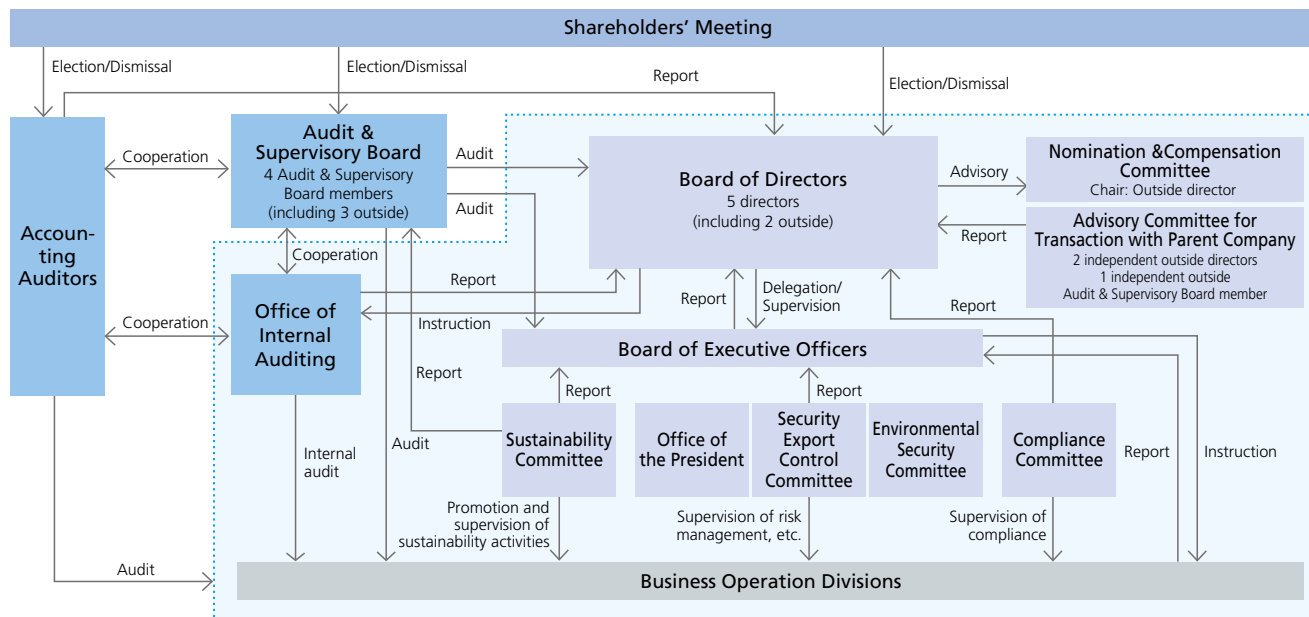 Shareholders' Meeting
Election/Dismissal
Election/Dismissal
Report
Election/Dismissal
Accoun-
ting
Auditors
Cooperation
Audit &
Supervisory Board
4 Audit & Supervisory
Board members
(including 3 outside)
Audit
Audit
Board of Directors
5 directors
(including 2 outside)
Advisory
Nomination &Compensation
Committee
Chair: Outside director
Report
Advisory Committee for
Transaction with Parent Company
2 independent outside directors
1 independent outside
Audit & Supervisory Board member
Cooperation
Cooperation
Office of
Internal
Auditing
Report
Instruction
Report
Report
Delegation/
Supervision
Report
Board of Executive Officers
Report
Report
Sustainability
Committee
Office of
the President
Security
Export
Control
Committee
Environmental
Security
Committee
Compliance
Committee
Report
Instruction
Internal
audit
Audit
Promotion and
supervision of
sustainability activities
Supervision of risk
management, etc.
Supervision of
compliance
Audit
Business Operation Divisions